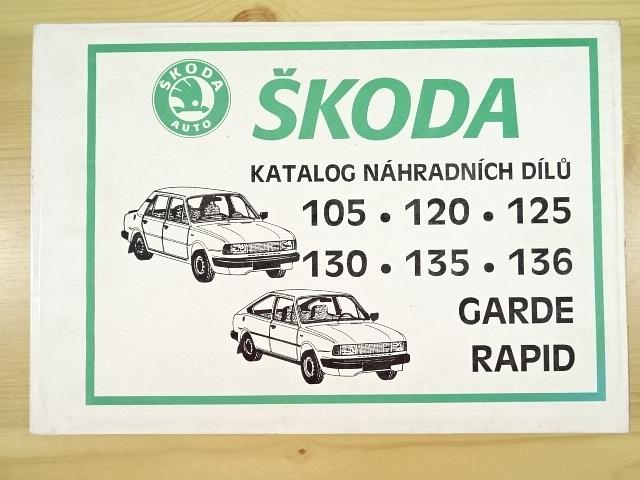 ŠKODA
AUTO
ŠKODA
KATALOG NÁHRADNÍCH DÍLŮ
105 • 120 • 125
130 • 135 • 136
GARDE
RAPID